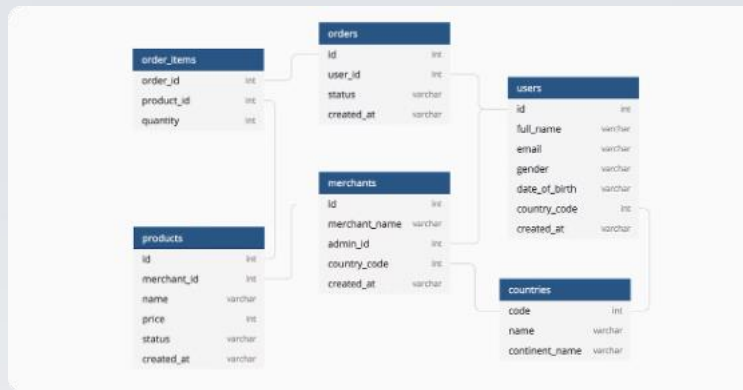 orders
id int
user_id int
status varchar
created_at varchar
order_items
order_id int
product_id int
quantity int
users
id int
full_name varchar
email varchar
gender varchar
date_of_birth varchar
country_code int
created_at varchar
merchants
id int
merchant_name varchar
admin_id int
country_code int
created_at varchar
products
id int
merchant_id int
name varchar
price int
status varchar
created_at varchar
countries
code int
name varchar
continent_name varchar